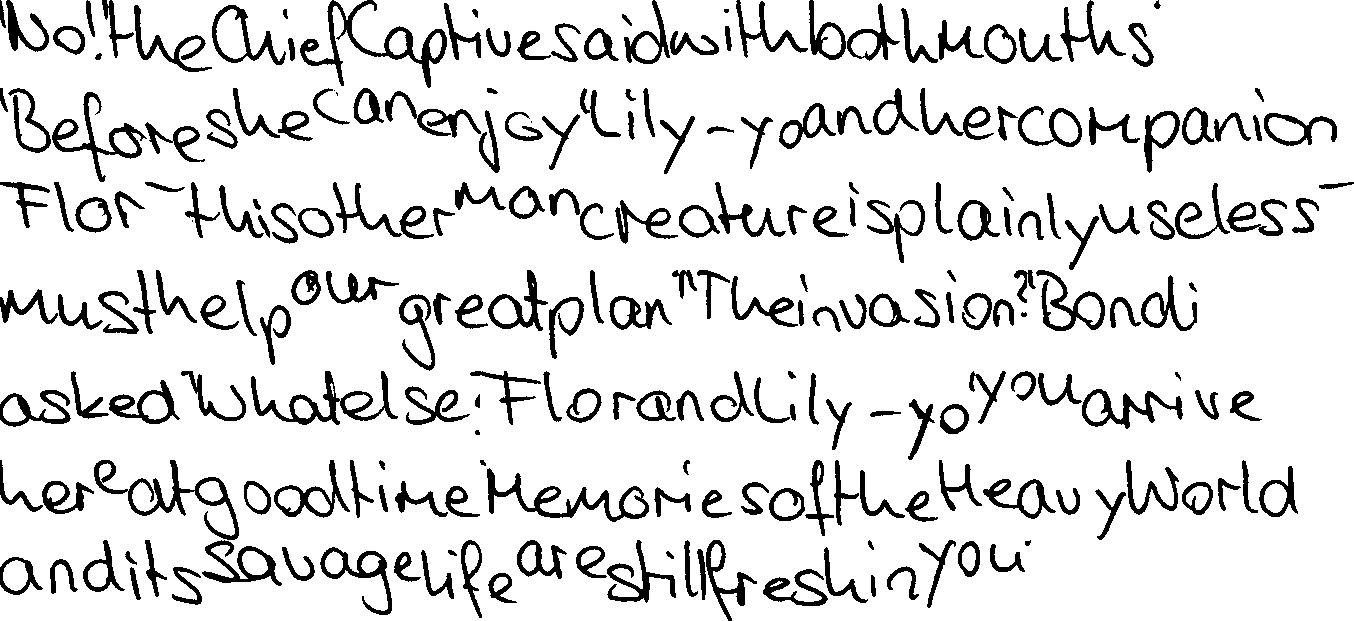 "No!" the Chief Captive said with both mouths.
"Before she can enjoy "Lily-yo and her companion
Flor - this other man creature is plainly useless -
must help our great plan." "The invasion?" Bondi
asked "What else? Flor and Lily-yo you arrive
here at good time Memories of the Heavy World
and its savage life are still fresh in you.